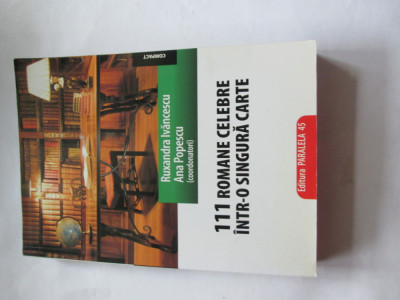 COMPACT
Ruxandra Ivăncescu
Ana Popescu
(coordonatori)
111 ROMANE CELEBRE
ÎNTR-O SINGURĂ CARTE
Editura PARALELA 45